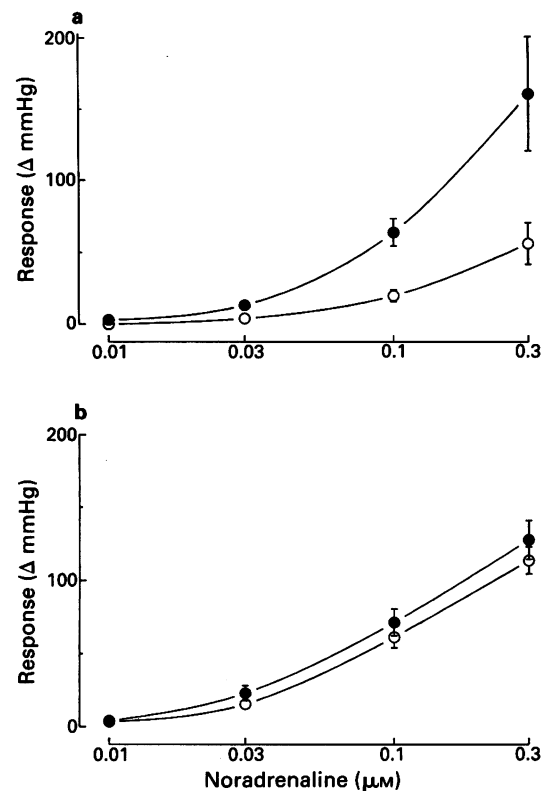 a
200
100
0
Response (Δ mmHg)
0.01 0.03 0.1 0.3
b
200
100
0
Response (Δ mmHg)
0.01 0.03 0.1 0.3
Noradrenaline (μM)